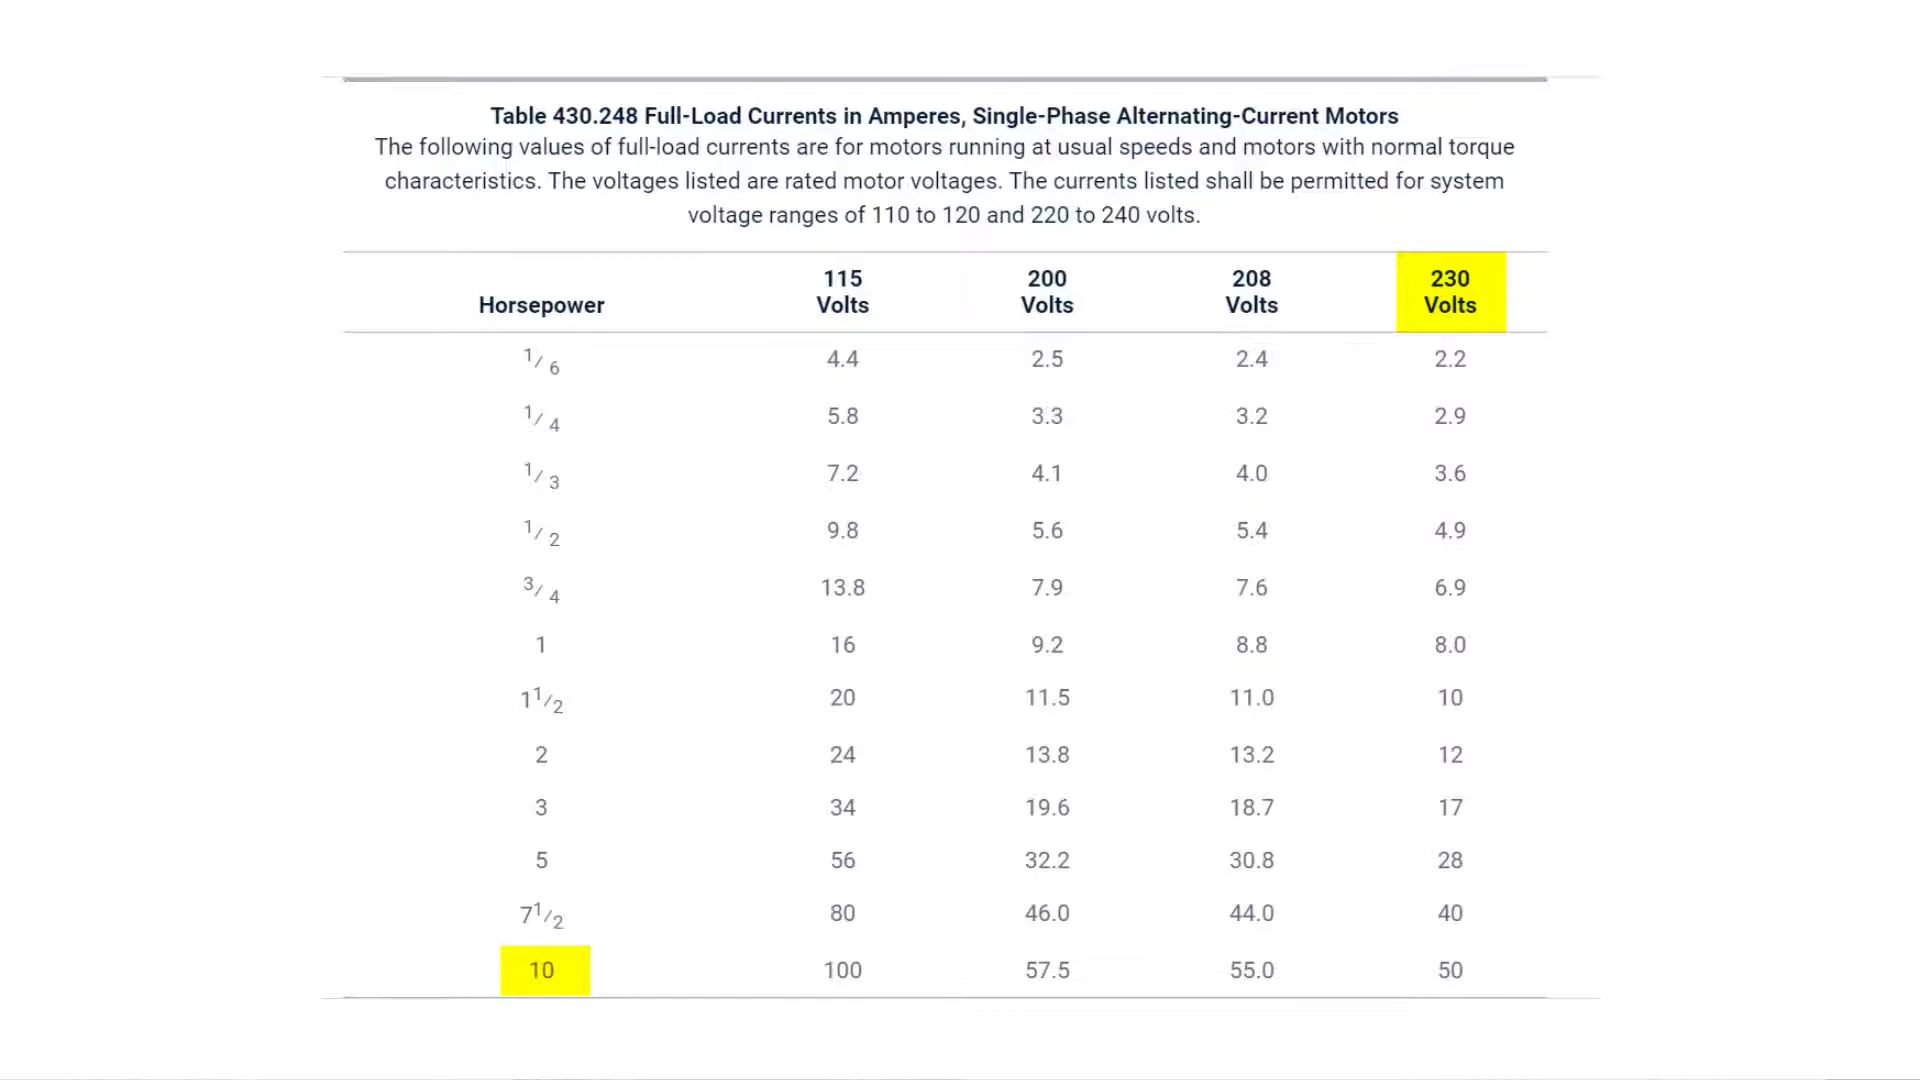 Table 430.248 Full-Load Currents in Amperes, Single-Phase Alternating-Current Motors
The following values of full-load currents are for motors running at usual speeds and motors with normal torque
characteristics. The voltages listed are rated motor voltages. The currents listed shall be permitted for system
voltage ranges of 110 to 120 and 220 to 240 volts.
Horsepower 115 Volts 200 Volts 208 Volts 230 Volts
1/6 4.4 2.5 2.4 2.2
1/4 5.8 3.3 3.2 2.9
1/3 7.2 4.1 4.0 3.6
1/2 9.8 5.6 5.4 4.9
3/4 13.8 7.9 7.6 6.9
1 16 9.2 8.8 8.0
1 1/2 20 11.5 11.0 10
2 24 13.8 13.2 12
3 34 19.6 18.7 17
5 56 32.2 30.8 28
7 1/2 80 46.0 44.0 40
10 100 57.5 55.0 50